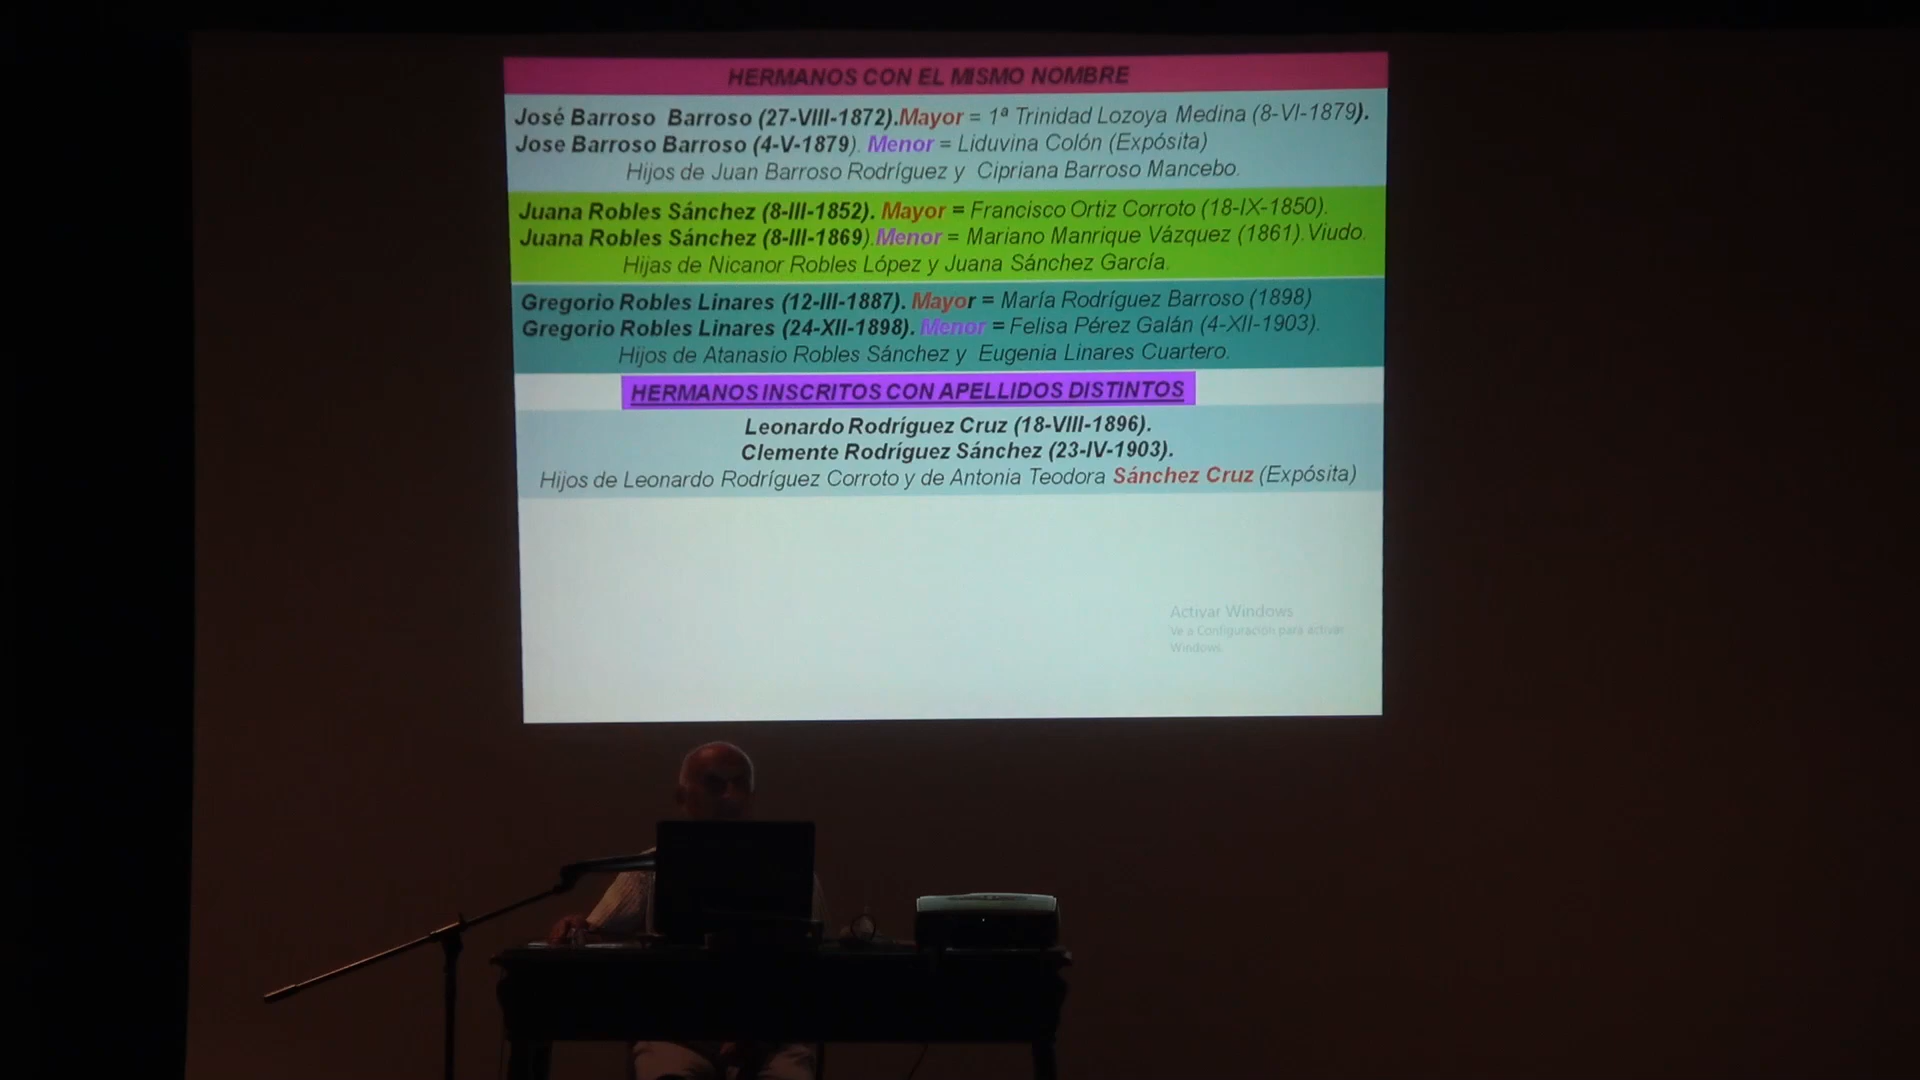 HERMANOS CON EL MISMO NOMBRE
José Barroso Barroso (27-VIII-1872).Mayor = 1ª Trinidad Lozoya Medina (8-VI-1879).
Jose Barroso Barroso (4-V-1879). Menor = Liduvina Colón (Expósita)
Hijos de Juan Barroso Rodríguez y Cipriana Barroso Mancebo.
Juana Robles Sánchez (8-III-1852). Mayor = Francisco Ortiz Corroto (18-IX-1850).
Juana Robles Sánchez (8-III-1869).Menor = Mariano Manrique Vázquez (1861).Viudo.
Hijas de Nicanor Robles López y Juana Sánchez García.
Gregorio Robles Linares (12-III-1887). Mayor = María Rodríguez Barroso (1898)
Gregorio Robles Linares (24-XII-1898). Menor = Felisa Pérez Galán (4-XII-1903).
Hijos de Atanasio Robles Sánchez y Eugenia Linares Cuartero.
HERMANOS INSCRITOS CON APELLIDOS DISTINTOS
Leonardo Rodríguez Cruz (18-VIII-1896).
Clemente Rodríguez Sánchez (23-IV-1903).
Hijos de Leonardo Rodríguez Corroto y de Antonia Teodora Sánchez Cruz (Expósita)
Activar Windows
Ve a Configuración para activar
Windows.